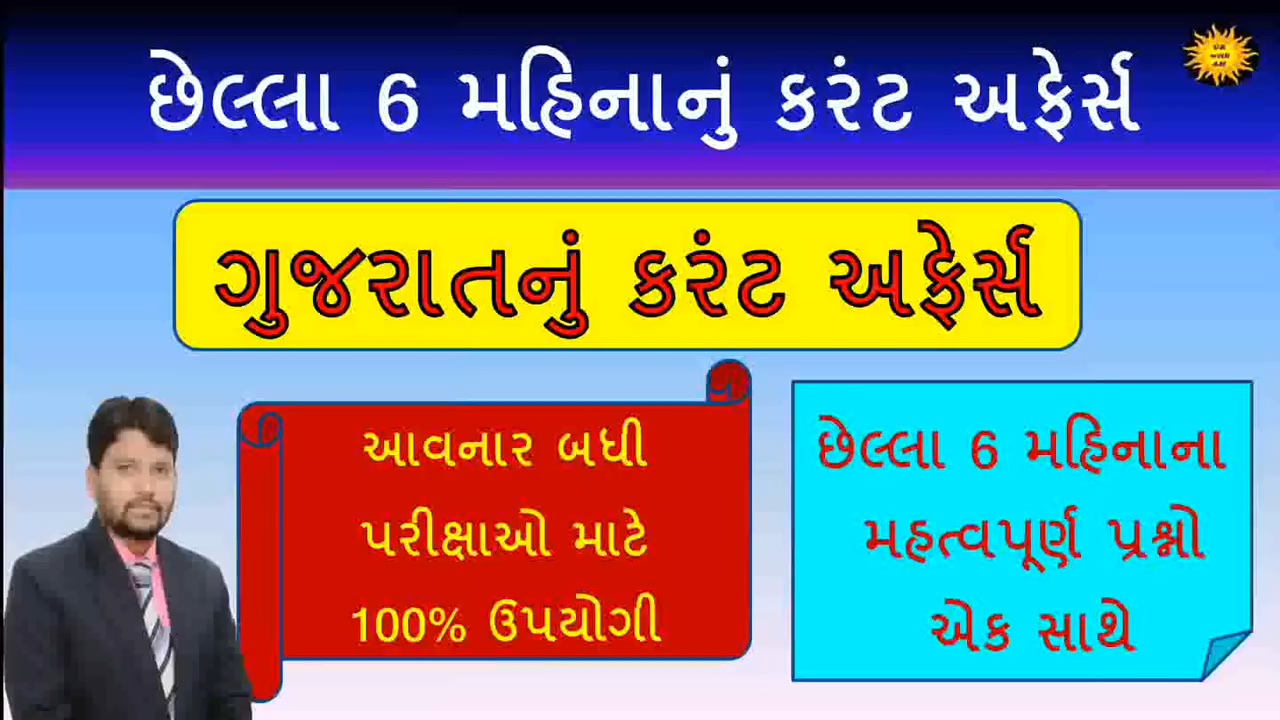 છેલ્લા 6 મહિનાનું કરંટ અફેર્સ
ગુજરાતનું કરંટ અફેર્સ
આવનાર બધી
પરીક્ષાઓ માટે
100% ઉપયોગી
છેલ્લા 6 મહિનાના
મહત્વપૂર્ણ પ્રશ્નો
એક સાથે